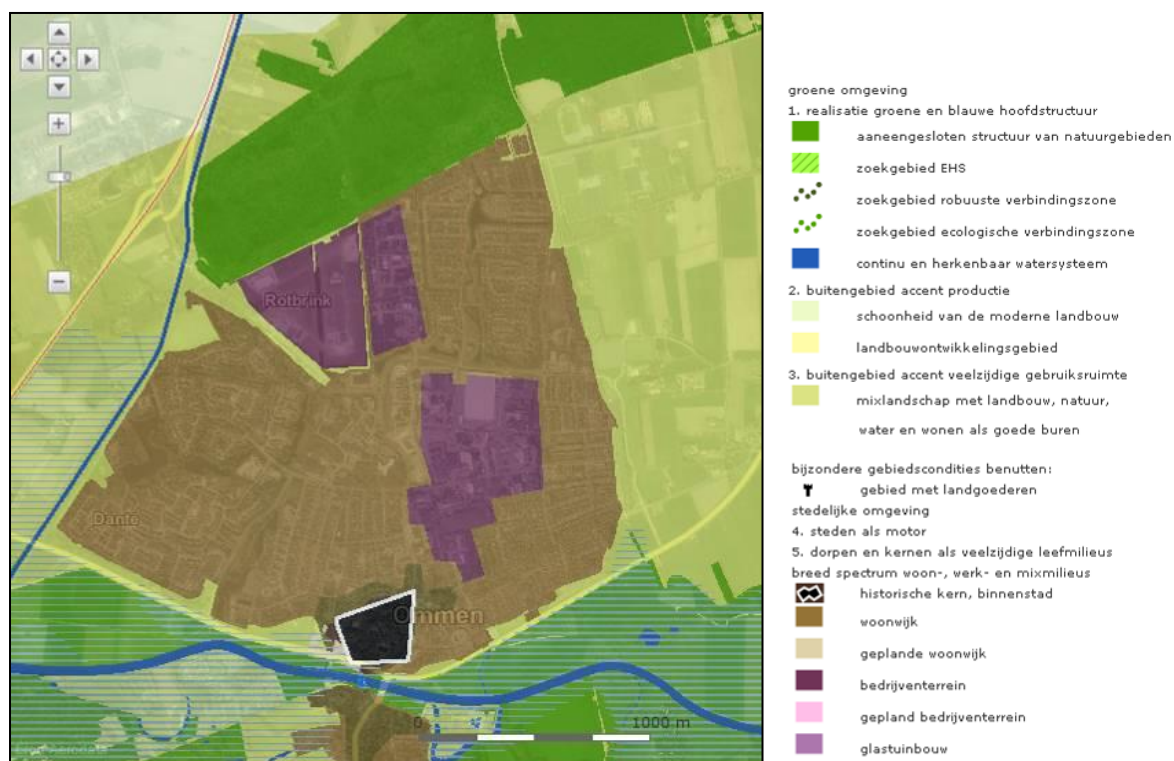 Rotbrink
Danté
Ommen
0 1000 m
groene omgeving
1. realisatie groene en blauwe hoofdstructuur
aaneengesloten structuur van natuurgebieden
zoekgebied EHS
zoekgebied robuuste verbindingszone
zoekgebied ecologische verbindingszone
continu en herkenbaar watersysteem
2. buitengebied accent productie
schoonheid van de moderne landbouw
landbouwontwikkelingsgebied
3. buitengebied accent veelzijdige gebruiksruimte
mixlandschap met landbouw, natuur,
water en wonen als goede buren
bijzondere gebiedscondities benutten:
gebied met landgoederen
stedelijke omgeving
4. steden als motor
5. dorpen en kernen als veelzijdige leefmilieus
breed spectrum woon-, werk- en mixmilieus
historische kern, binnenstad
woonwijk
geplande woonwijk
bedrijventerrein
gepland bedrijventerrein
glastuinbouw